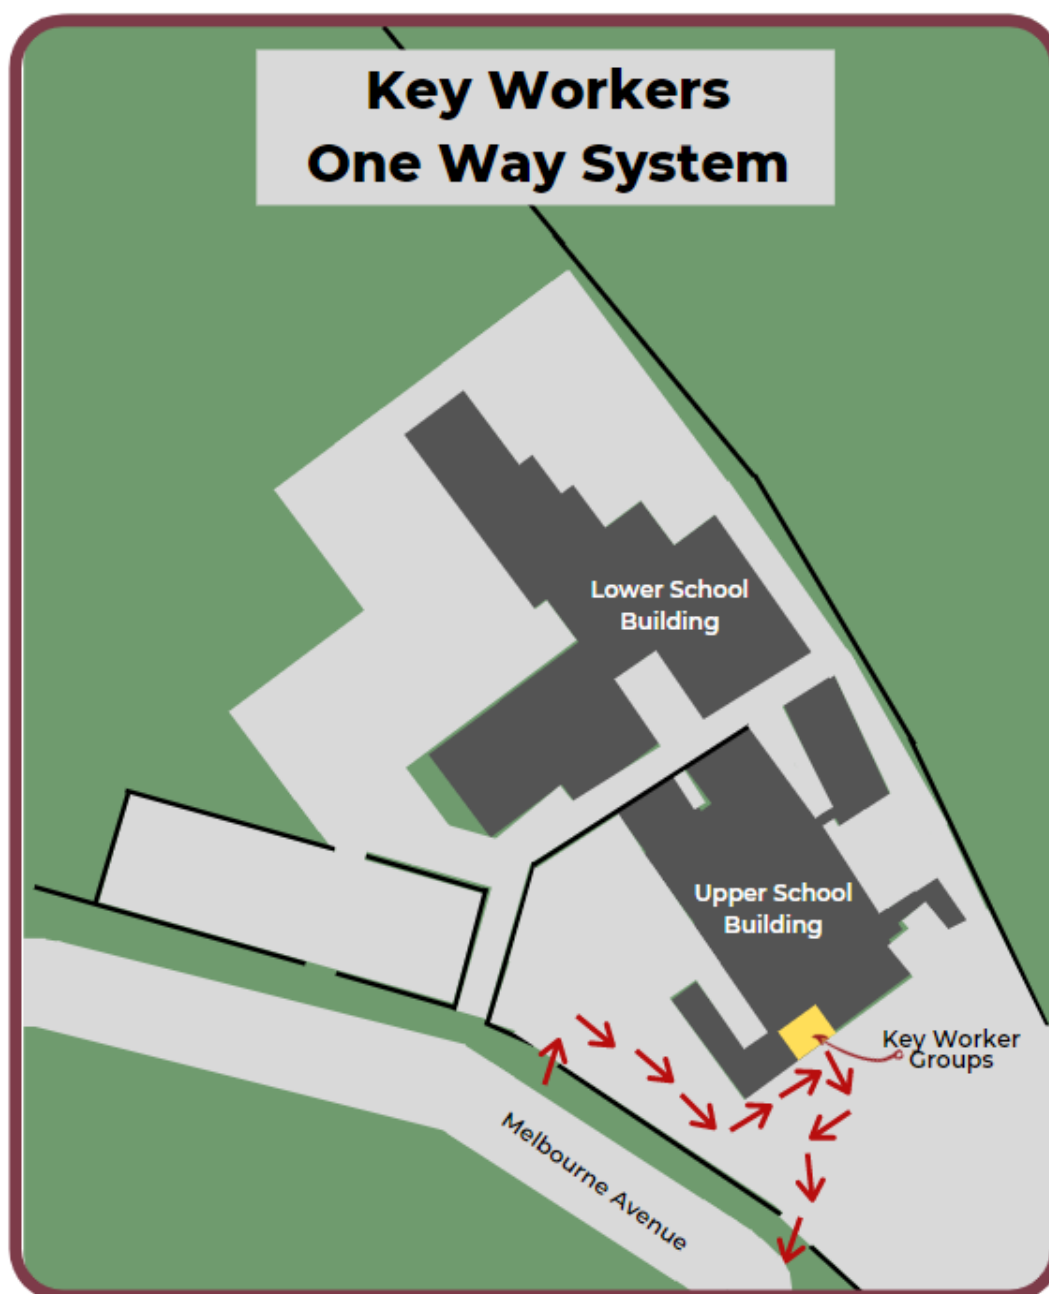 Key Workers
One Way System
Lower School
Building
Upper School
Building
Key Worker
Groups
Melbourne Avenue